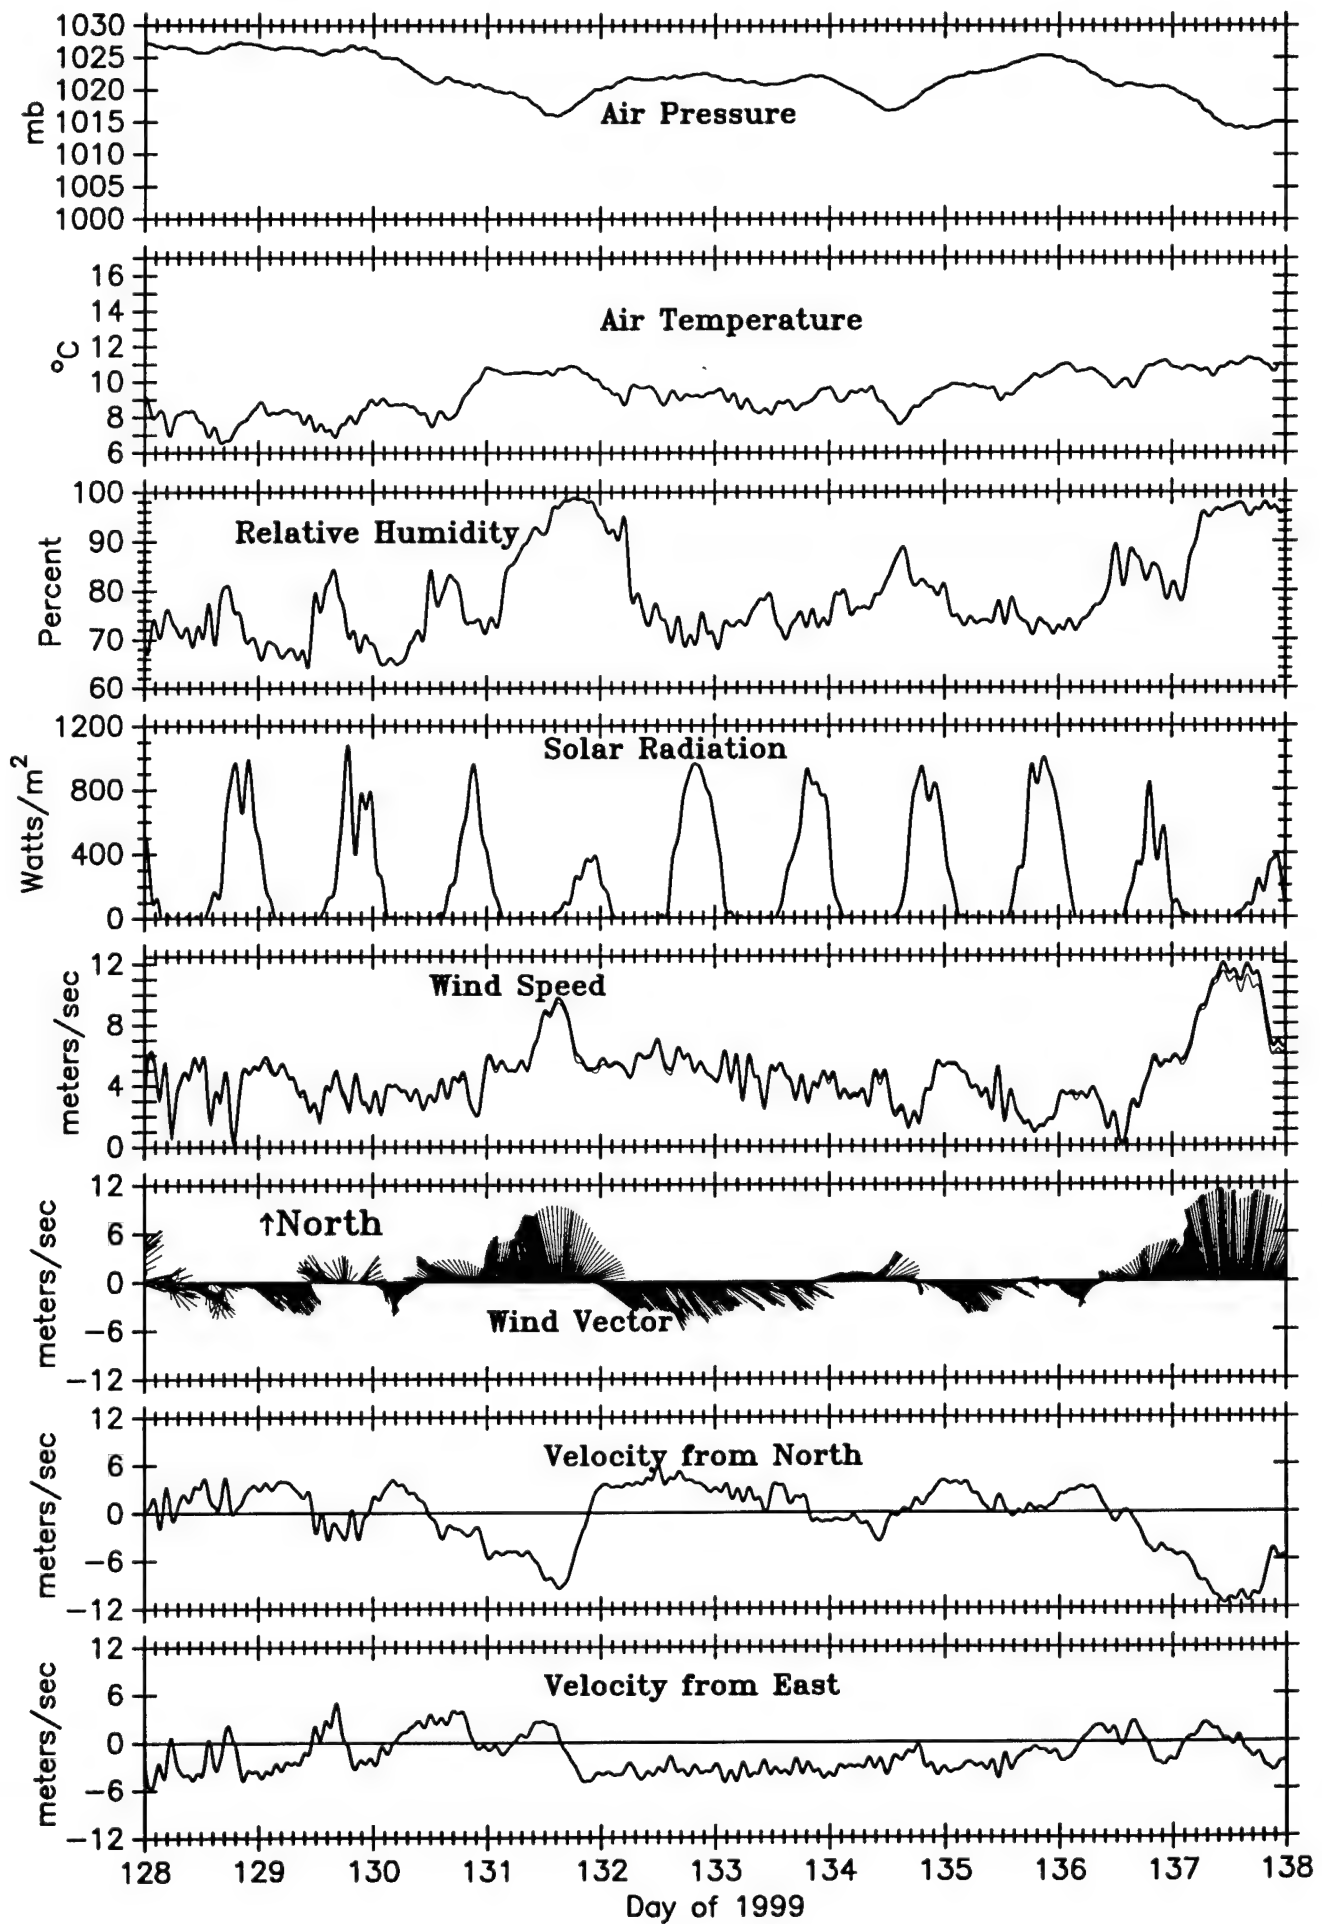 1030
1025
1020
1015
1010
1005
1000
mb
Air Pressure
16
14
12
10
8
6
°C
Air Temperature
100
90
80
70
60
Percent
Relative Humidity
1200
800
400
0
Watts/m²
Solar Radiation
12
8
4
0
meters/sec
Wind Speed
12
6
0
−6
−12
meters/sec
↑North
Wind Vector
12
6
0
−6
−12
meters/sec
Velocity from North
12
6
0
−6
−12
meters/sec
Velocity from East
128 129 130 131 132 133 134 135 136 137 138
Day of 1999